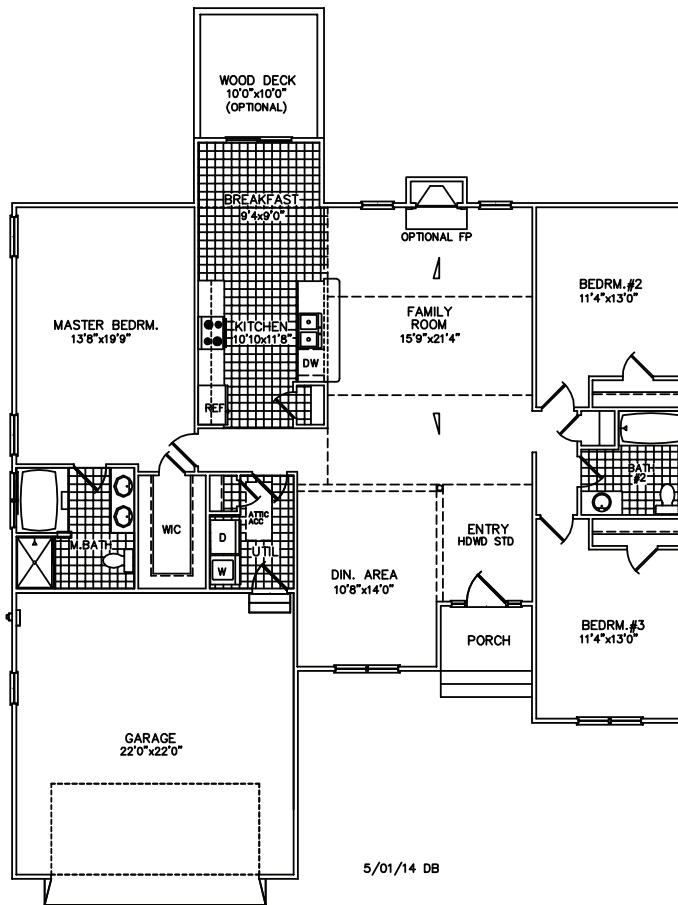 WOOD DECK
10'0"x10'0"
(OPTIONAL)
BREAKFAST
9'4x9'0"
OPTIONAL FP
BEDRM.#2
11'4"x13'0"
MASTER BEDRM.
13'8"x19'9"
KITCHEN
10'10x11'8"
FAMILY
ROOM
15'9"x21'4"
DW
REF
BATH
#2
WIC
ATTIC
ACC
M.BATH
D
UTIL
W
ENTRY
HDWD STD
DIN. AREA
10'8"x14'0"
PORCH
BEDRM.#3
11'4"x13'0"
GARAGE
22'0"x22'0"
5/01/14 DB